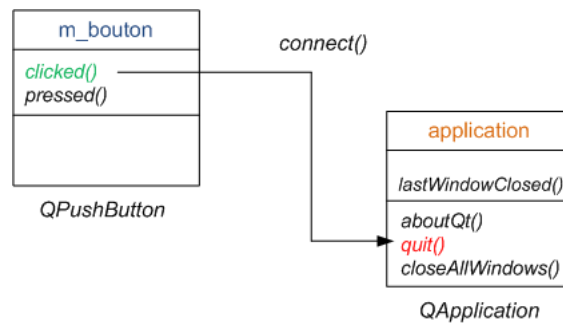 m_bouton
clicked()
pressed()
QPushButton
connect()
application
lastWindowClosed()
aboutQt()
quit()
closeAllWindows()
QApplication